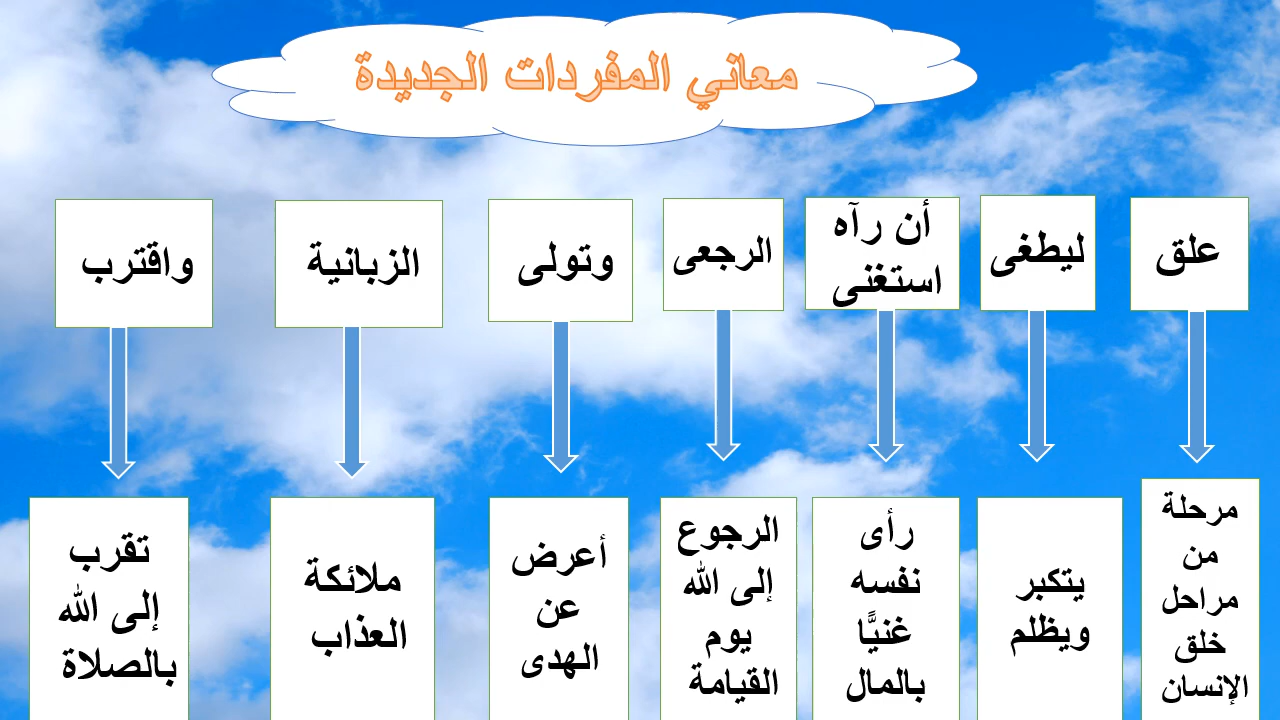 معاني المفردات الجديدة
علق
ليطغى
أن رآه
استغنى
الرجعى
وتولى
الزبانية
واقترب
مرحلة
من
مراحل
خلق
الإنسان
يتكبر
ويظلم
رأى
نفسه
غنيًّا
بالمال
الرجوع
إلى الله
يوم
القيامة
أعرض
عن
الهدى
ملائكة
العذاب
تقرب
إلى الله
بالصلاة